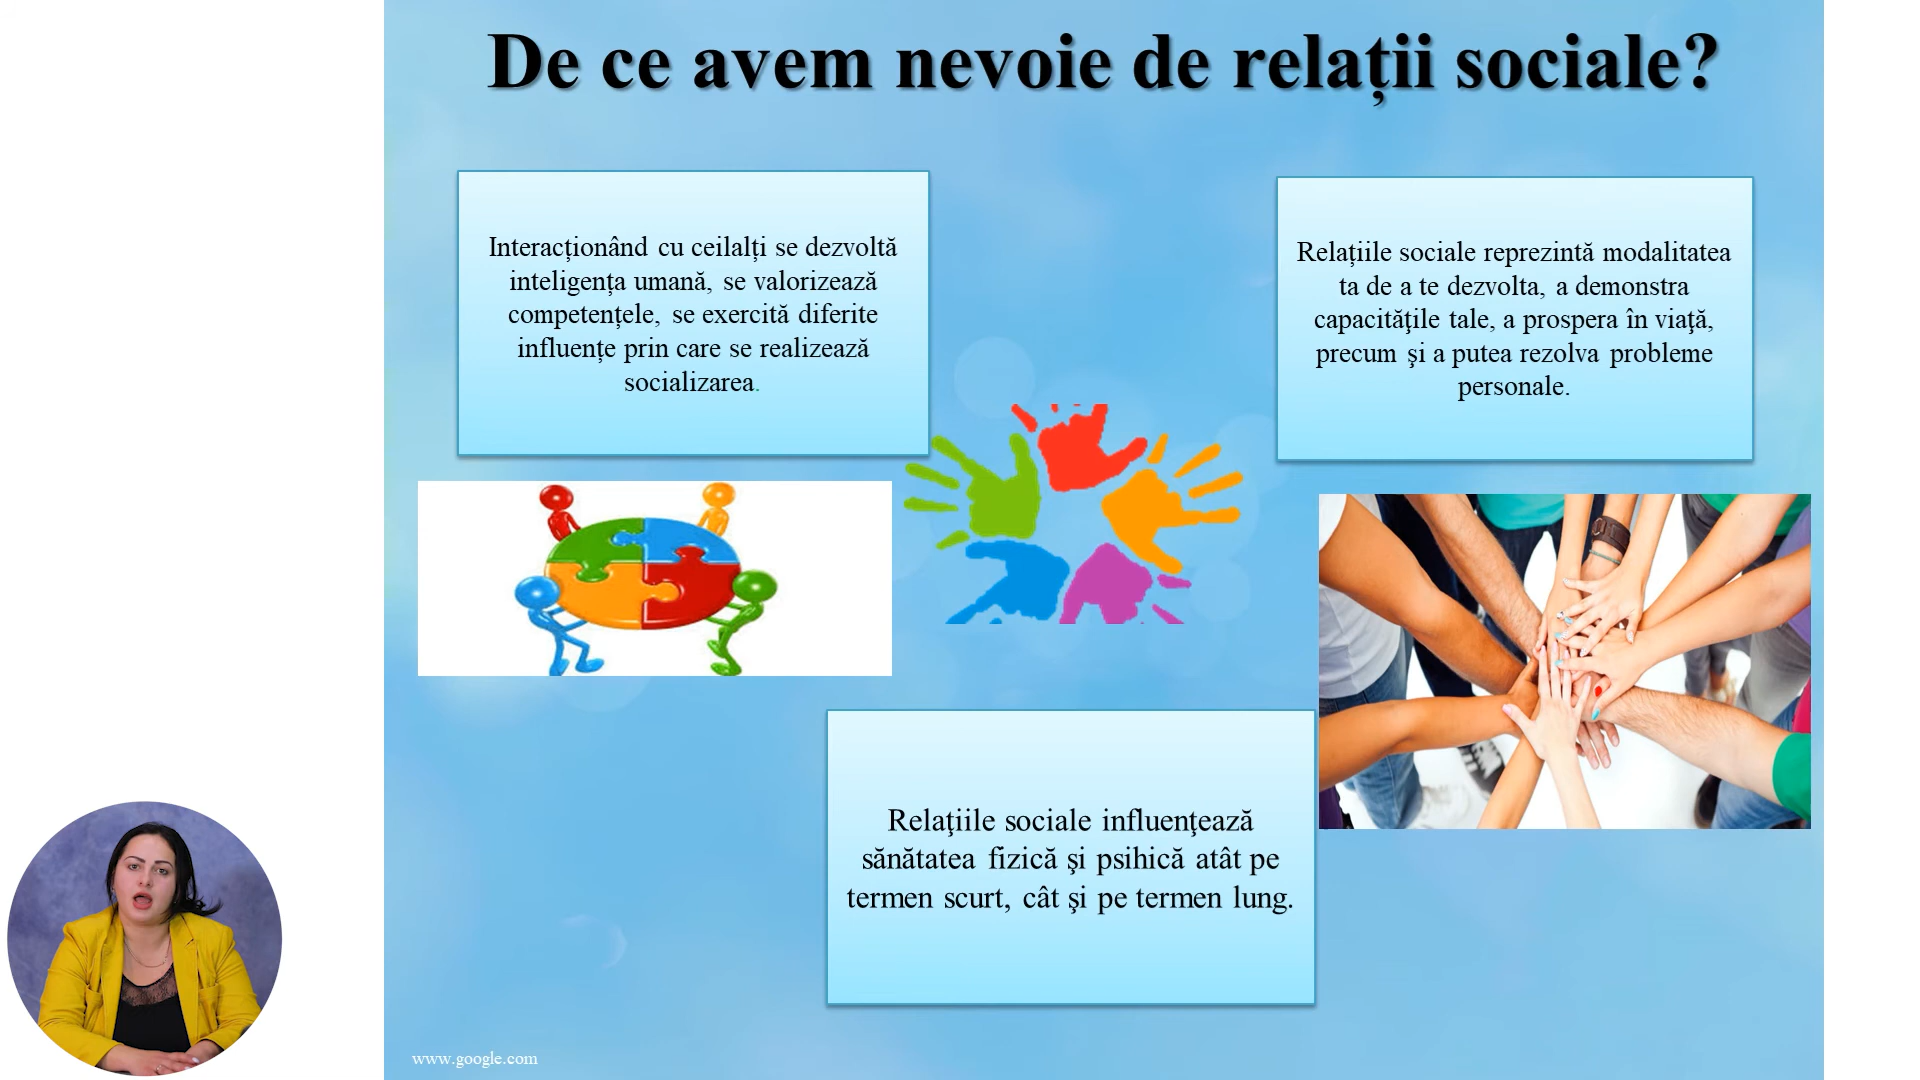 De ce avem nevoie de relații sociale?
Interacționând cu ceilalți se dezvoltă
inteligența umană, se valorizează
competențele, se exercită diferite
influențe prin care se realizează
socializarea.
Relațiile sociale reprezintă modalitatea
ta de a te dezvolta, a demonstra
capacităţile tale, a prospera în viaţă,
precum şi a putea rezolva probleme
personale.
Relaţiile sociale influenţează
sănătatea fizică şi psihică atât pe
termen scurt, cât şi pe termen lung.
www.google.com